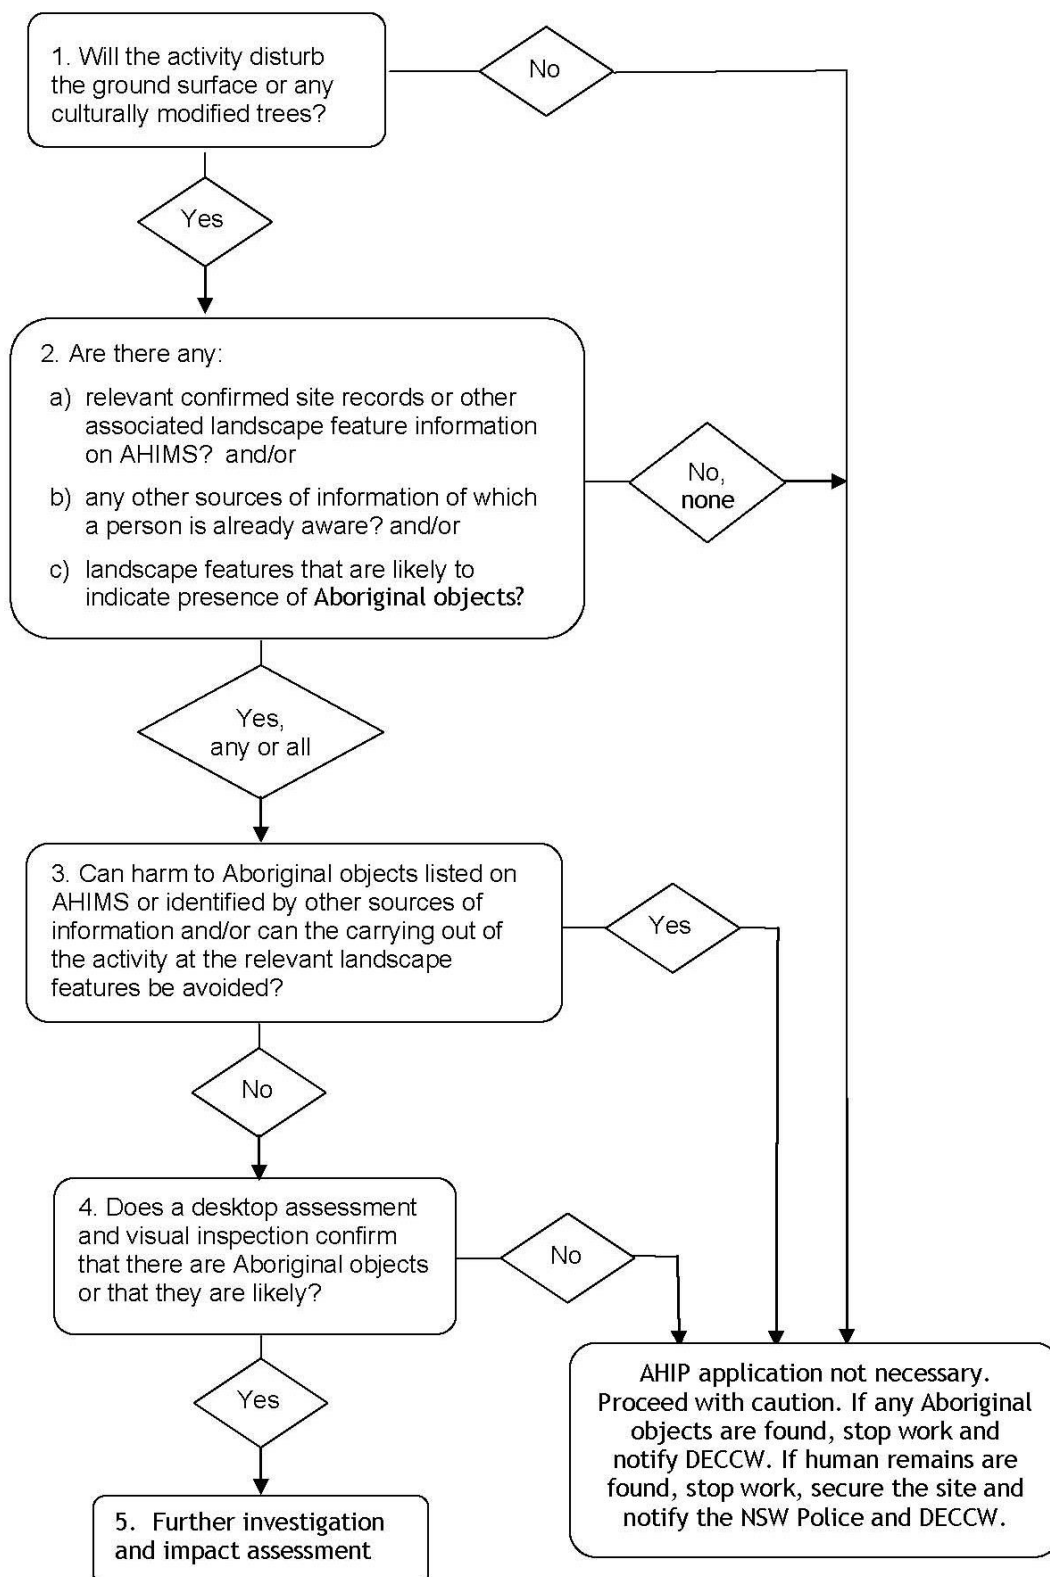 1. Will the activity disturb
the ground surface or any
culturally modified trees?
No
Yes
2. Are there any:
a) relevant confirmed site records or other
associated landscape feature information
on AHIMS? and/or
b) any other sources of information of which
a person is already aware? and/or
c) landscape features that are likely to
indicate presence of Aboriginal objects?
No,
none
Yes,
any or all
3. Can harm to Aboriginal objects listed on
AHIMS or identified by other sources of
information and/or can the carrying out of
the activity at the relevant landscape
features be avoided?
Yes
No
4. Does a desktop assessment
and visual inspection confirm
that there are Aboriginal objects
or that they are likely?
No
Yes
AHIP application not necessary.
Proceed with caution. If any Aboriginal
objects are found, stop work and
notify DECCW. If human remains are
found, stop work, secure the site and
notify the NSW Police and DECCW.
5. Further investigation
and impact assessment